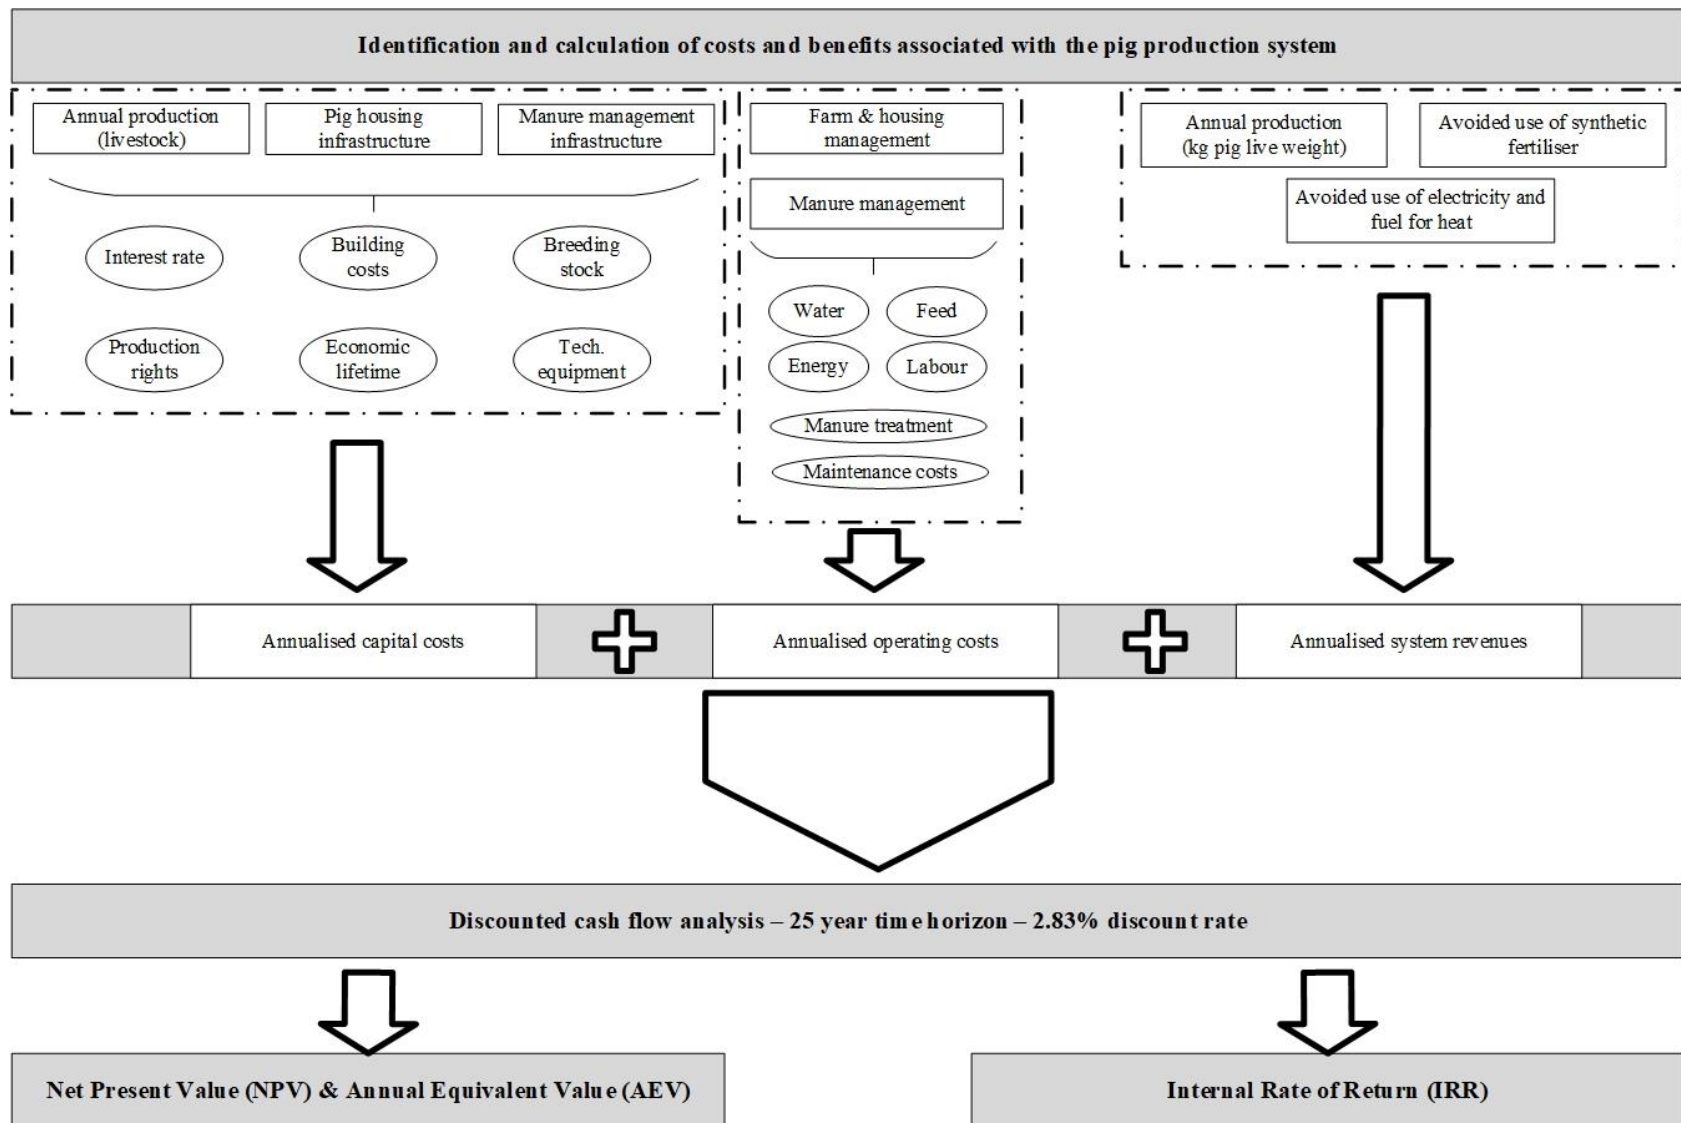 Identification and calculation of costs and benefits associated with the pig production system
Annual production
(livestock)
Pig housing
infrastructure
Manure management
infrastructure
Interest rate
Building
costs
Breeding
stock
Production
rights
Economic
lifetime
Tech.
equipment
Farm & housing
management
Manure management
Water
Feed
Energy
Labour
Manure treatment
Maintenance costs
Annual production
(kg pig live weight)
Avoided use of synthetic
fertiliser
Avoided use of electricity and
fuel for heat
Annualised capital costs
Annualised operating costs
Annualised system revenues
Discounted cash flow analysis – 25 year time horizon – 2.83% discount rate
Net Present Value (NPV) & Annual Equivalent Value (AEV)
Internal Rate of Return (IRR)